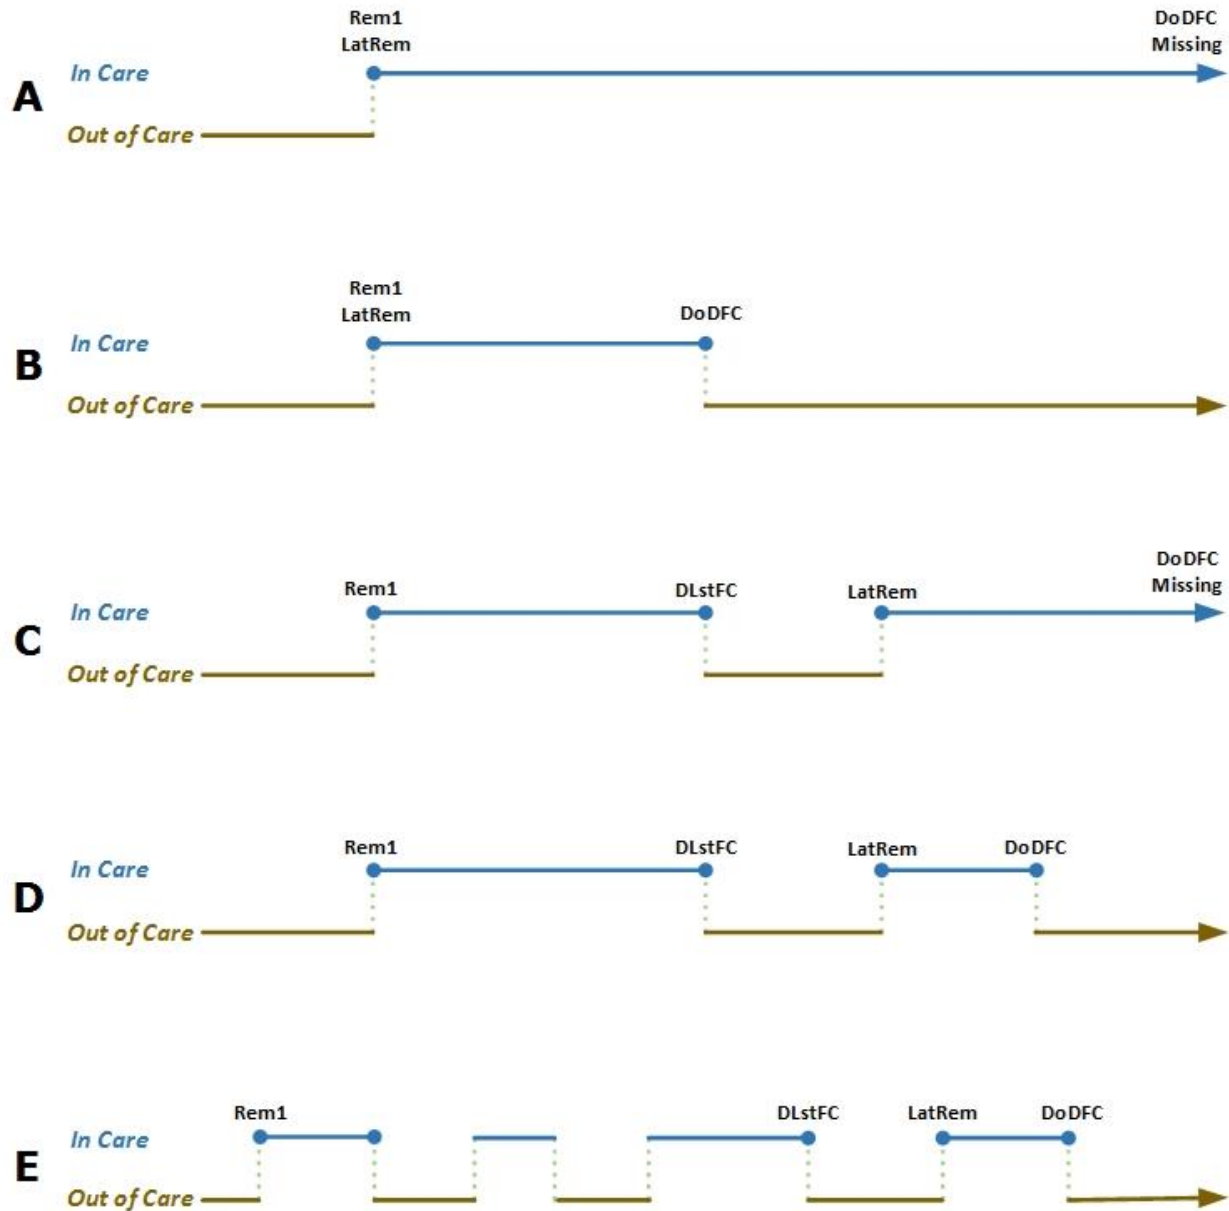 Rem1
LatRem
DoDFC
Missing
In Care
A
Out of Care
Rem1
LatRem
DoDFC
In Care
B
Out of Care
DoDFC
Missing
Rem1
DLstFC
LatRem
In Care
C
Out of Care
Rem1
DLstFC
LatRem
DoDFC
In Care
D
Out of Care
Rem1
DLstFC
LatRem
DoDFC
In Care
E
Out of Care